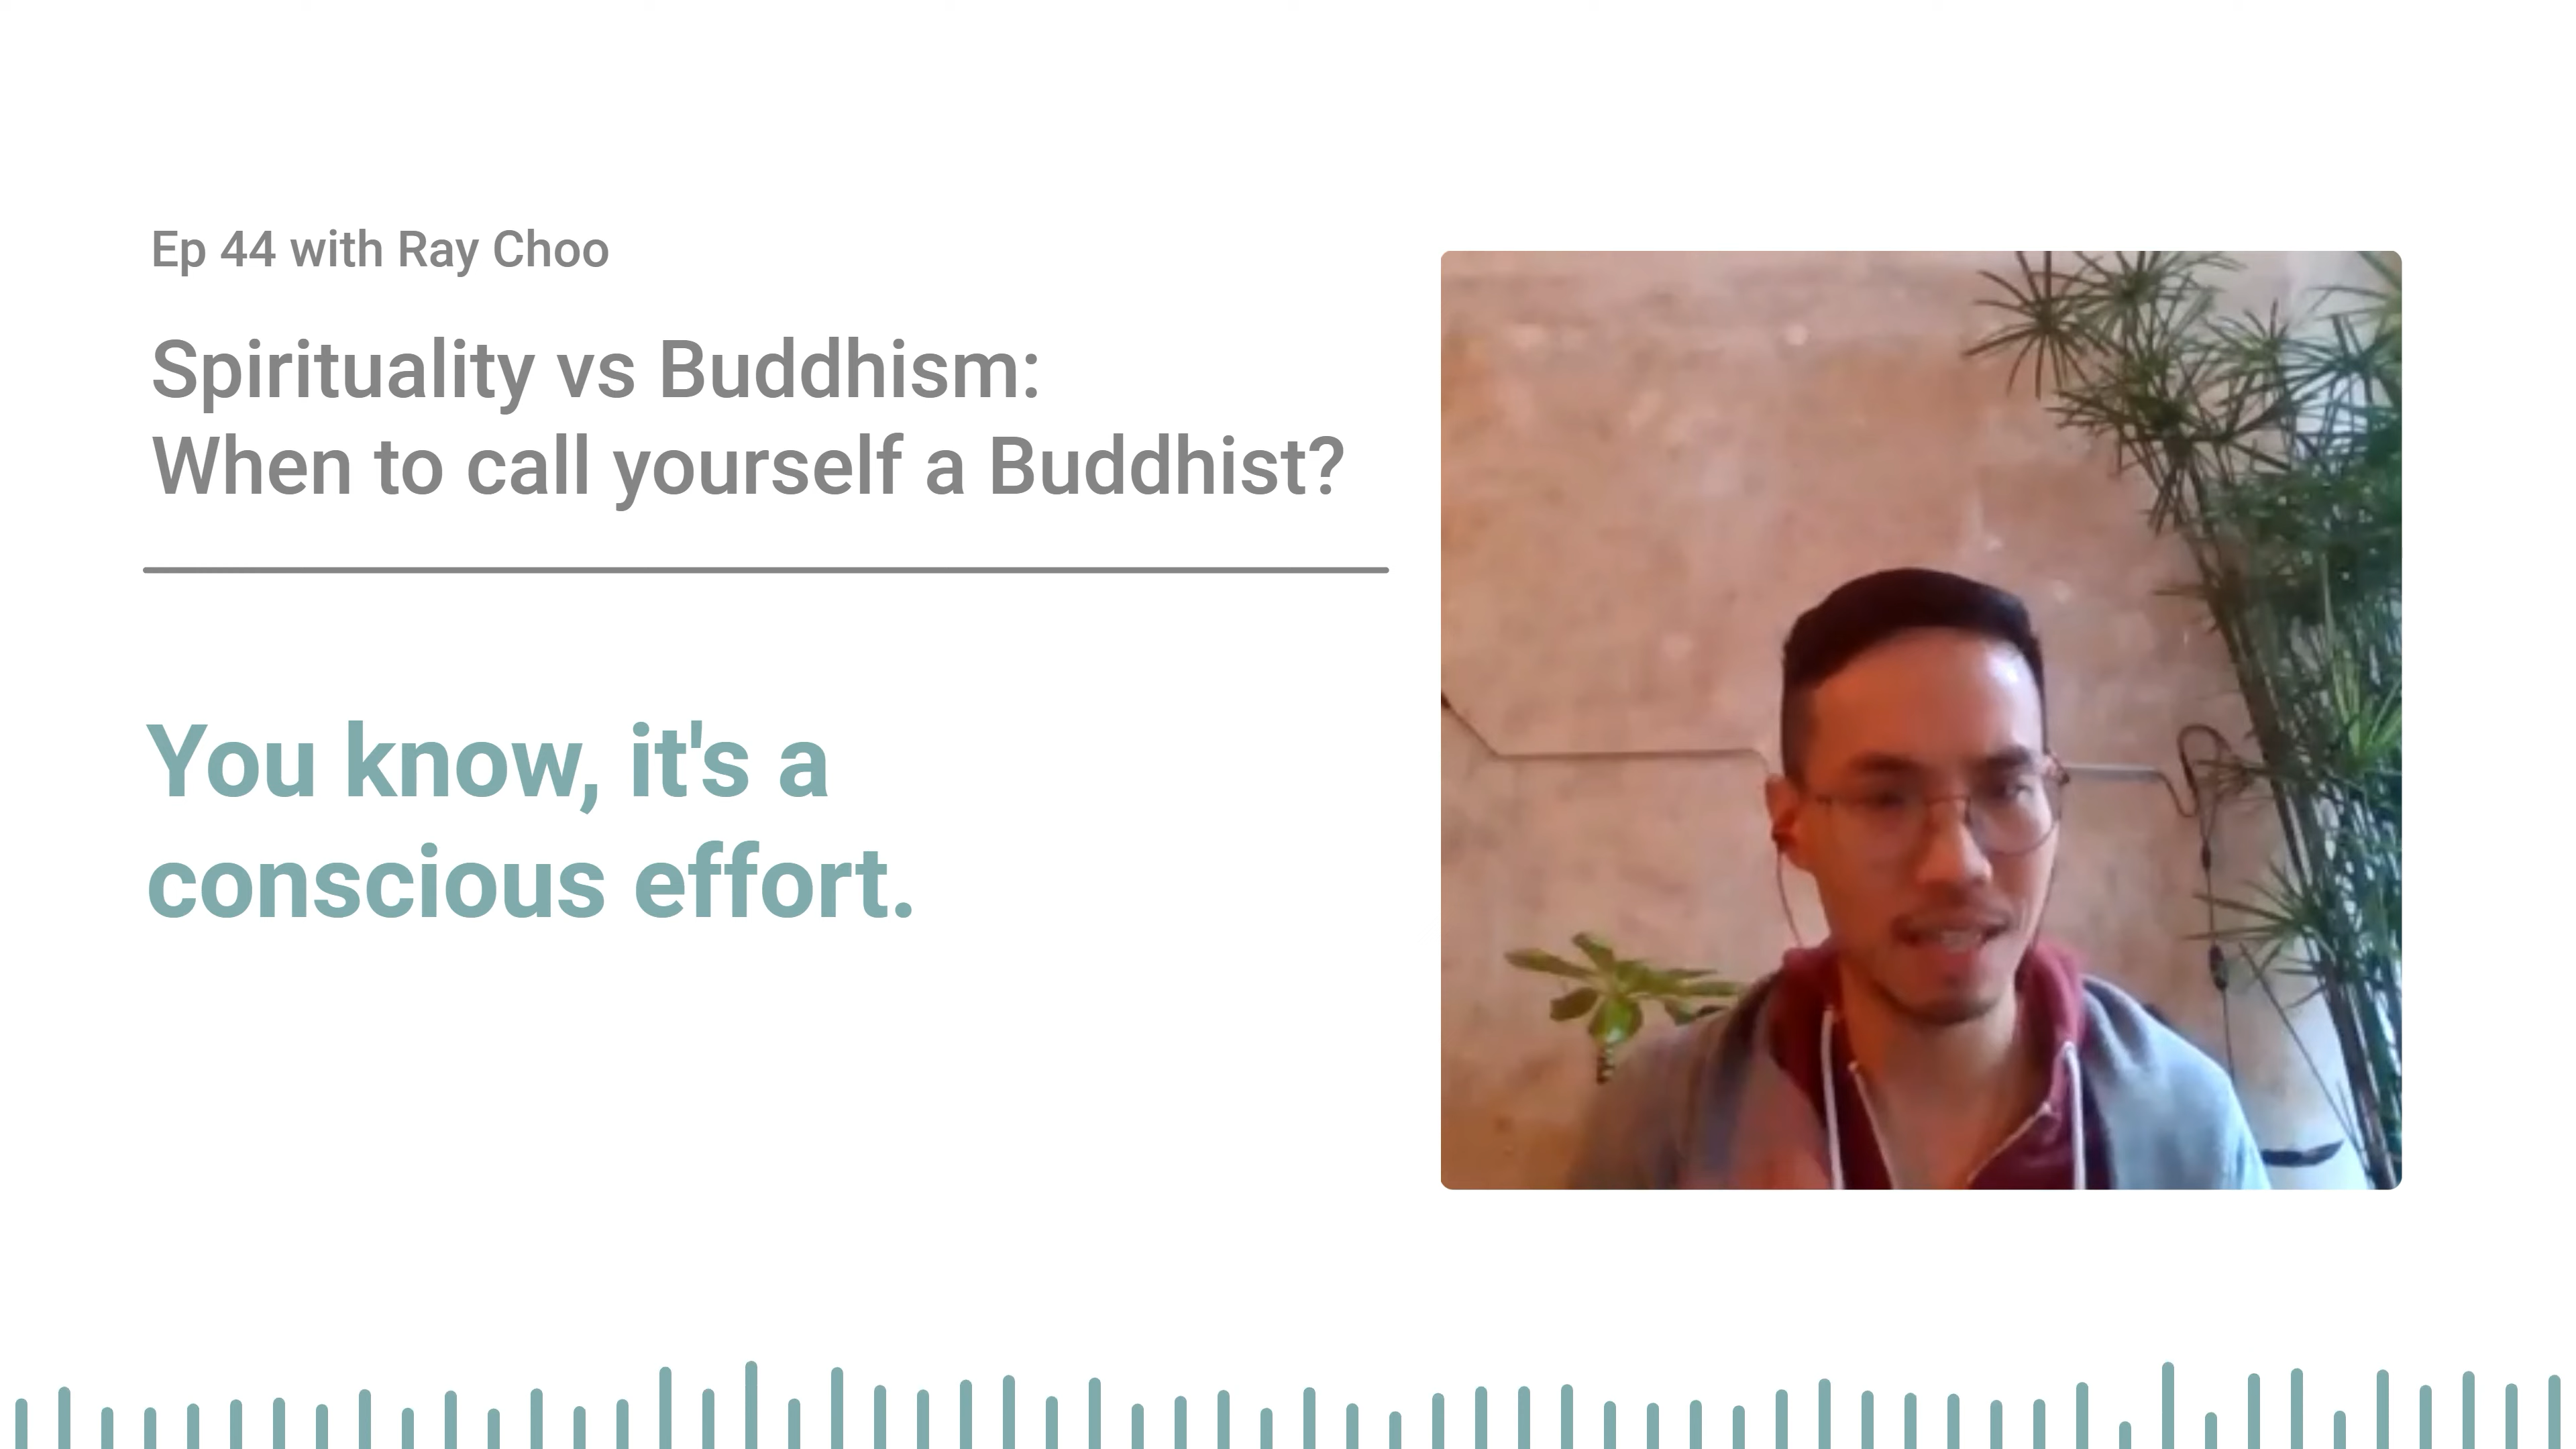 Ep 44 with Ray Choo
Spirituality vs Buddhism:
When to call yourself a Buddhist?
You know, it's a
conscious effort.